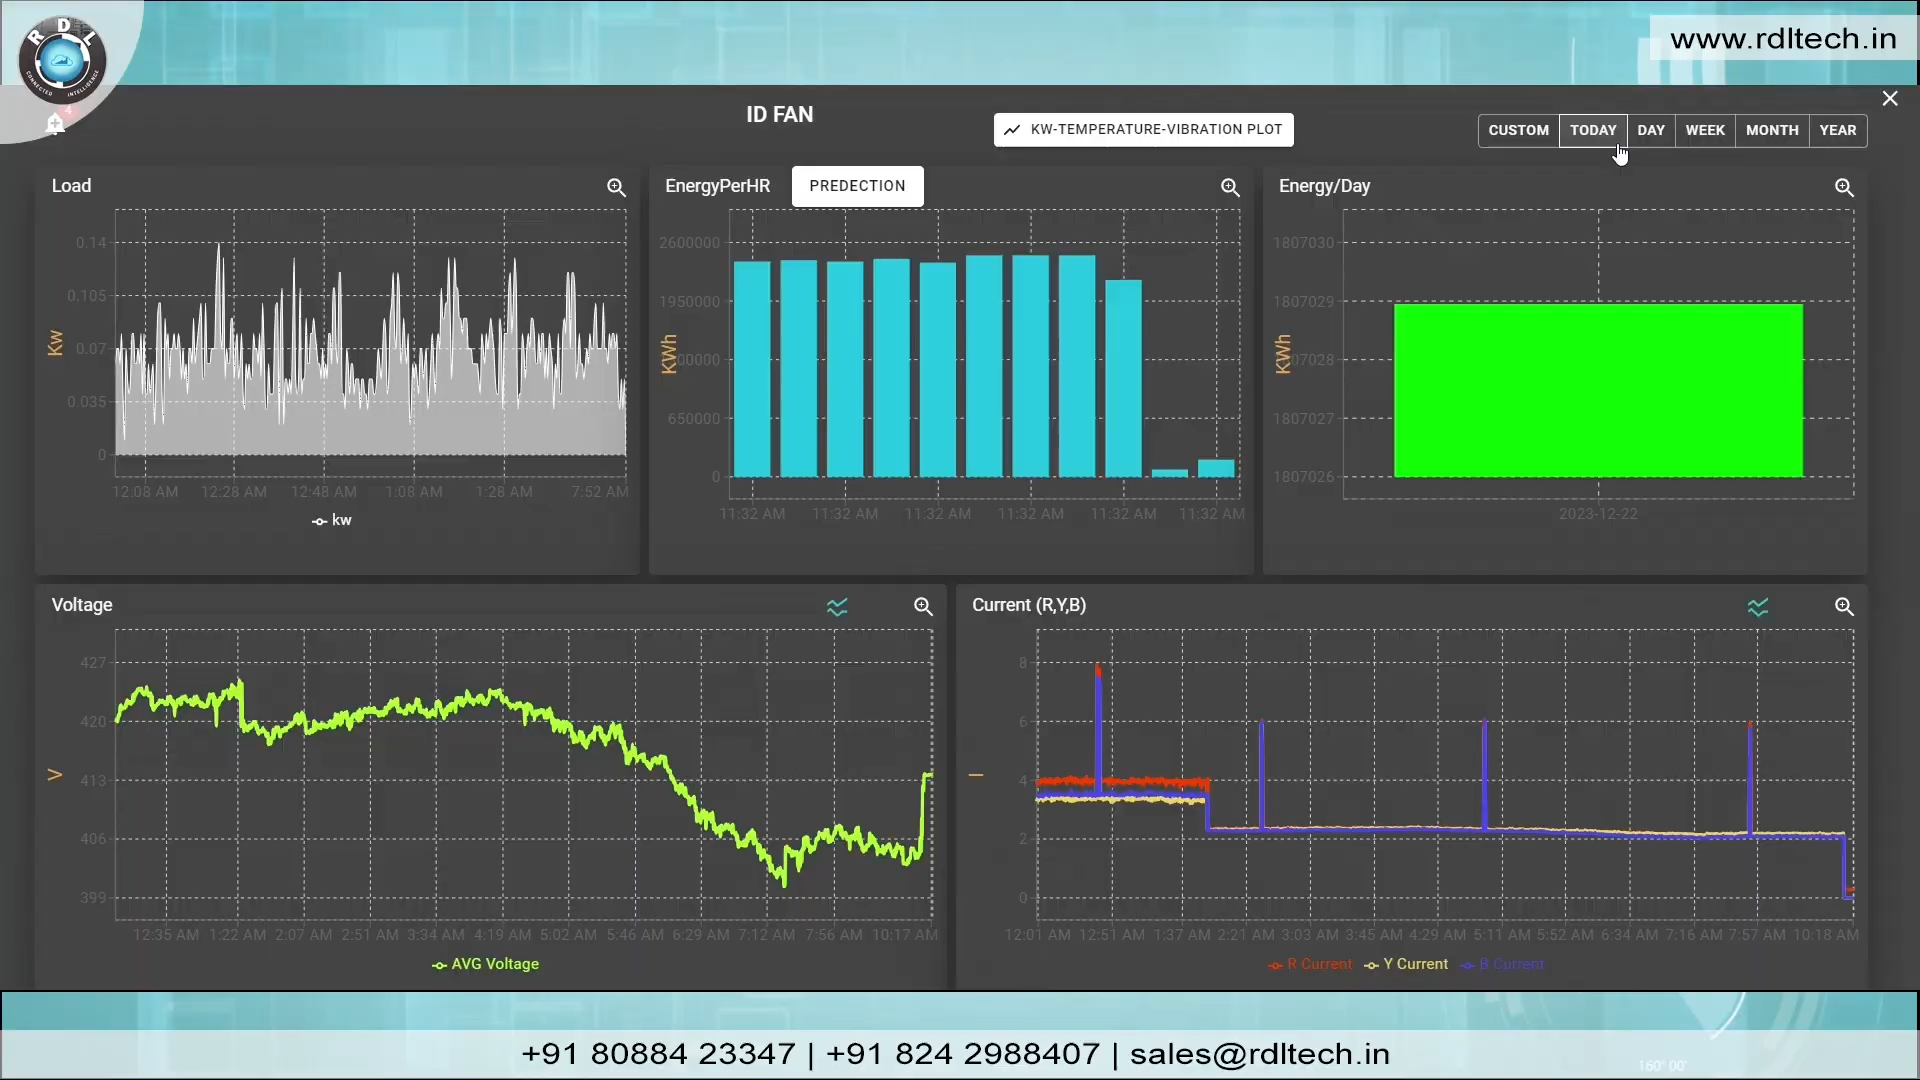 RDL
CONNECTED INTELLIGENCE
www.rdltech.in
4
ID FAN
KW-TEMPERATURE-VIBRATION PLOT
CUSTOM TODAY DAY WEEK MONTH YEAR
Load
0.14
0.105
0.07
0.035
0
Kw
12:08 AM 12:28 AM 12:48 AM 1:08 AM 1:28 AM 7:52 AM
kw
EnergyPerHR PREDECTION
2600000
1950000
00000
650000
0
KWh
11:32 AM 11:32 AM 11:32 AM 11:32 AM 11:32 AM 11:32 AM
Energy/Day
1807030
1807029
07028
1807027
1807026
KWh
2023-12-22
Voltage
427
420
413
406
399
V
12:35 AM 1:22 AM 2:07 AM 2:51 AM 3:34 AM 4:19 AM 5:02 AM 5:46 AM 6:29 AM 7:12 AM 7:56 AM 10:17 AM
AVG Voltage
Current (R,Y,B)
8
6
4
2
0
I
12:01 AM 12:51 AM 1:37 AM 2:21 AM 3:03 AM 3:45 AM 4:29 AM 5:11 AM 5:52 AM 6:34 AM 7:16 AM 7:57 AM 10:18 AM
R Current Y Current B Current
+91 80884 23347 | +91 824 2988407 | sales@rdltech.in
160° 00'